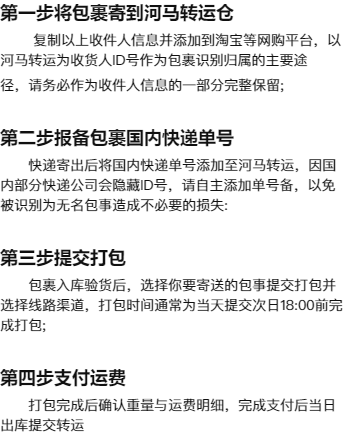 第一步将包裹寄到河马转运仓
复制以上收件人信息并添加到淘宝等网购平台，以
河马转运为收货人ID号作为包裹识别归属的主要途
径，请务必作为收件人信息的一部分完整保留;
第二步报备包裹国内快递单号
快递寄出后将国内快递单号添加至河马转运，因国
内部分快递公司会隐藏ID号，请自主添加单号备，以免
被识别为无名包事造成不必要的损失:
第三步提交打包
包裹入库验货后，选择你要寄送的包事提交打包并
选择线路渠道，打包时间通常为当天提交次日18:00前完
成打包;
第四步支付运费
打包完成后确认重量与运费明细，完成支付后当日
出库提交转运